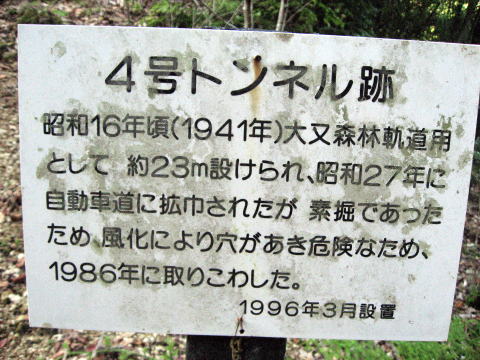 4号トンネル跡
昭和16年頃(1941年)大又森林軌道用
として 約23m設けられ、昭和27年に
自動車道に拡巾されたが 素掘であった
ため、風化により穴があき危険なため、
1986年に取りこわした。
1996年3月設置